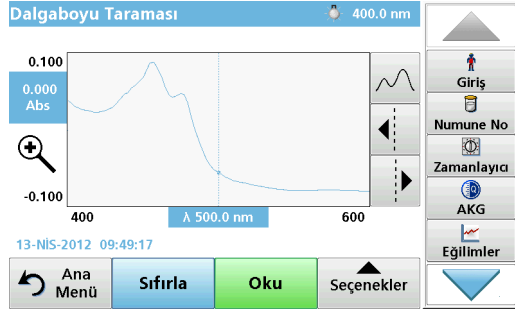 Dalgaboyu Taraması 400.0 nm
0.100
0.000
Abs
-0.100
400 λ 500.0 nm 600
13-NİS-2012 09:49:17
Ana
Menü
Sıfırla
Oku
Seçenekler
Giriş
Numune No
Zamanlayıcı
AKG
Eğilimler